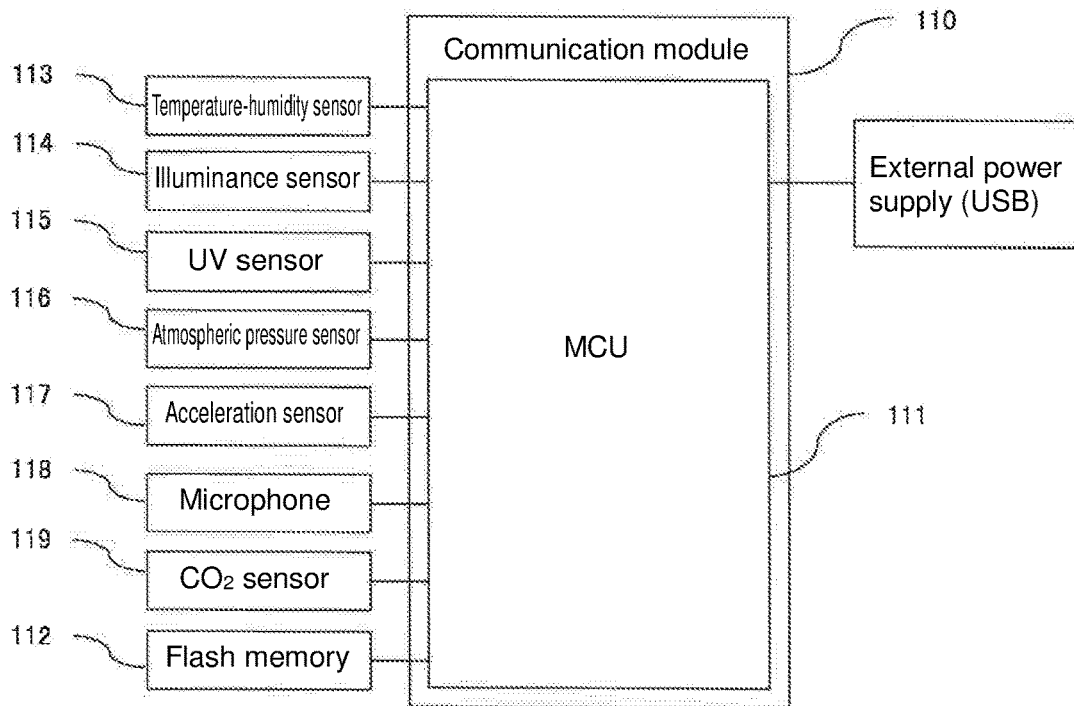 110
Communication module
113
Temperature-humidity sensor
114
Illuminance sensor
External power
supply (USB)
115
UV sensor
116
Atmospheric pressure sensor
MCU
117
Acceleration sensor
111
118
Microphone
119
CO₂ sensor
112
Flash memory